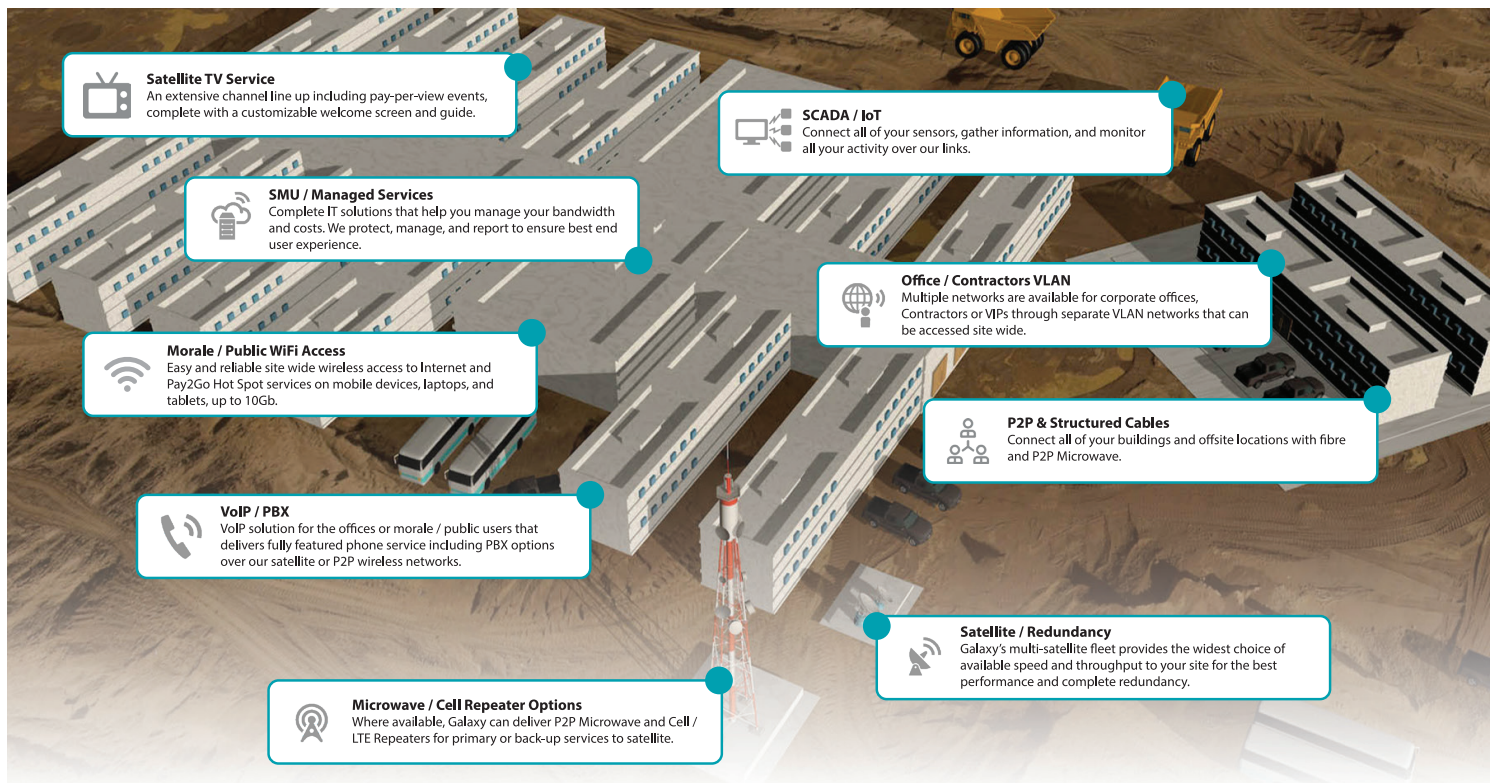 Satellite TV Service
An extensive channel line up including pay-per-view events,
complete with a customizable welcome screen and guide.
SCADA / IoT
Connect all of your sensors, gather information, and monitor
all your activity over our links.
SMU / Managed Services
Complete IT solutions that help you manage your bandwidth
and costs. We protect, manage, and report to ensure best end
user experience.
Office / Contractors VLAN
Multiple networks are available for corporate offices,
Contractors or VIPs through separate VLAN networks that can
be accessed site wide.
Morale / Public WiFi Access
Easy and reliable site wide wireless access to Internet and
Pay2Go Hot Spot services on mobile devices, laptops, and
tablets, up to 10Gb.
P2P & Structured Cables
Connect all of your buildings and offsite locations with fibre
and P2P Microwave.
VoIP / PBX
VoIP solution for the offices or morale / public users that
delivers fully featured phone service including PBX options
over our satellite or P2P wireless networks.
Satellite / Redundancy
Galaxy's multi-satellite fleet provides the widest choice of
available speed and throughput to your site for the best
performance and complete redundancy.
Microwave / Cell Repeater Options
Where available, Galaxy can deliver P2P Microwave and Cell /
LTE Repeaters for primary or back-up services to satellite.